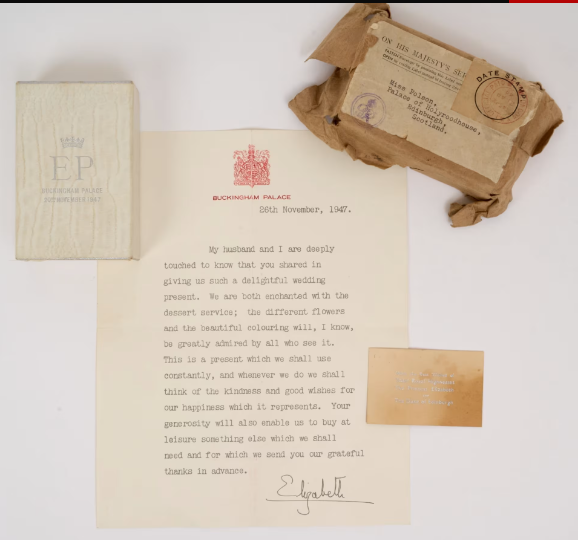 EP
BUCKINGHAM PALACE
20TH NOVEMBER 1947
ON HIS MAJESTY'S
DATE STAMP
Miss Polson,
Palace of Holyroodhouse,
Edinburgh,
Scotland.
BUCKINGHAM PALACE
26th November, 1947.
My husband and I are deeply
touched to know that you shared in
giving us such a delightful wedding
present. We are both enchanted with the
dessert service; the different flowers
and the beautiful colouring will, I know,
be greatly admired by all who see it.
This is a present which we shall use
constantly, and whenever we do we shall
think of the kindness and good wishes for
our happiness which it represents. Your
generosity will also enable us to buy at
leisure something else which we shall
need and for which we send you our grateful
thanks in advance.
Elizabeth